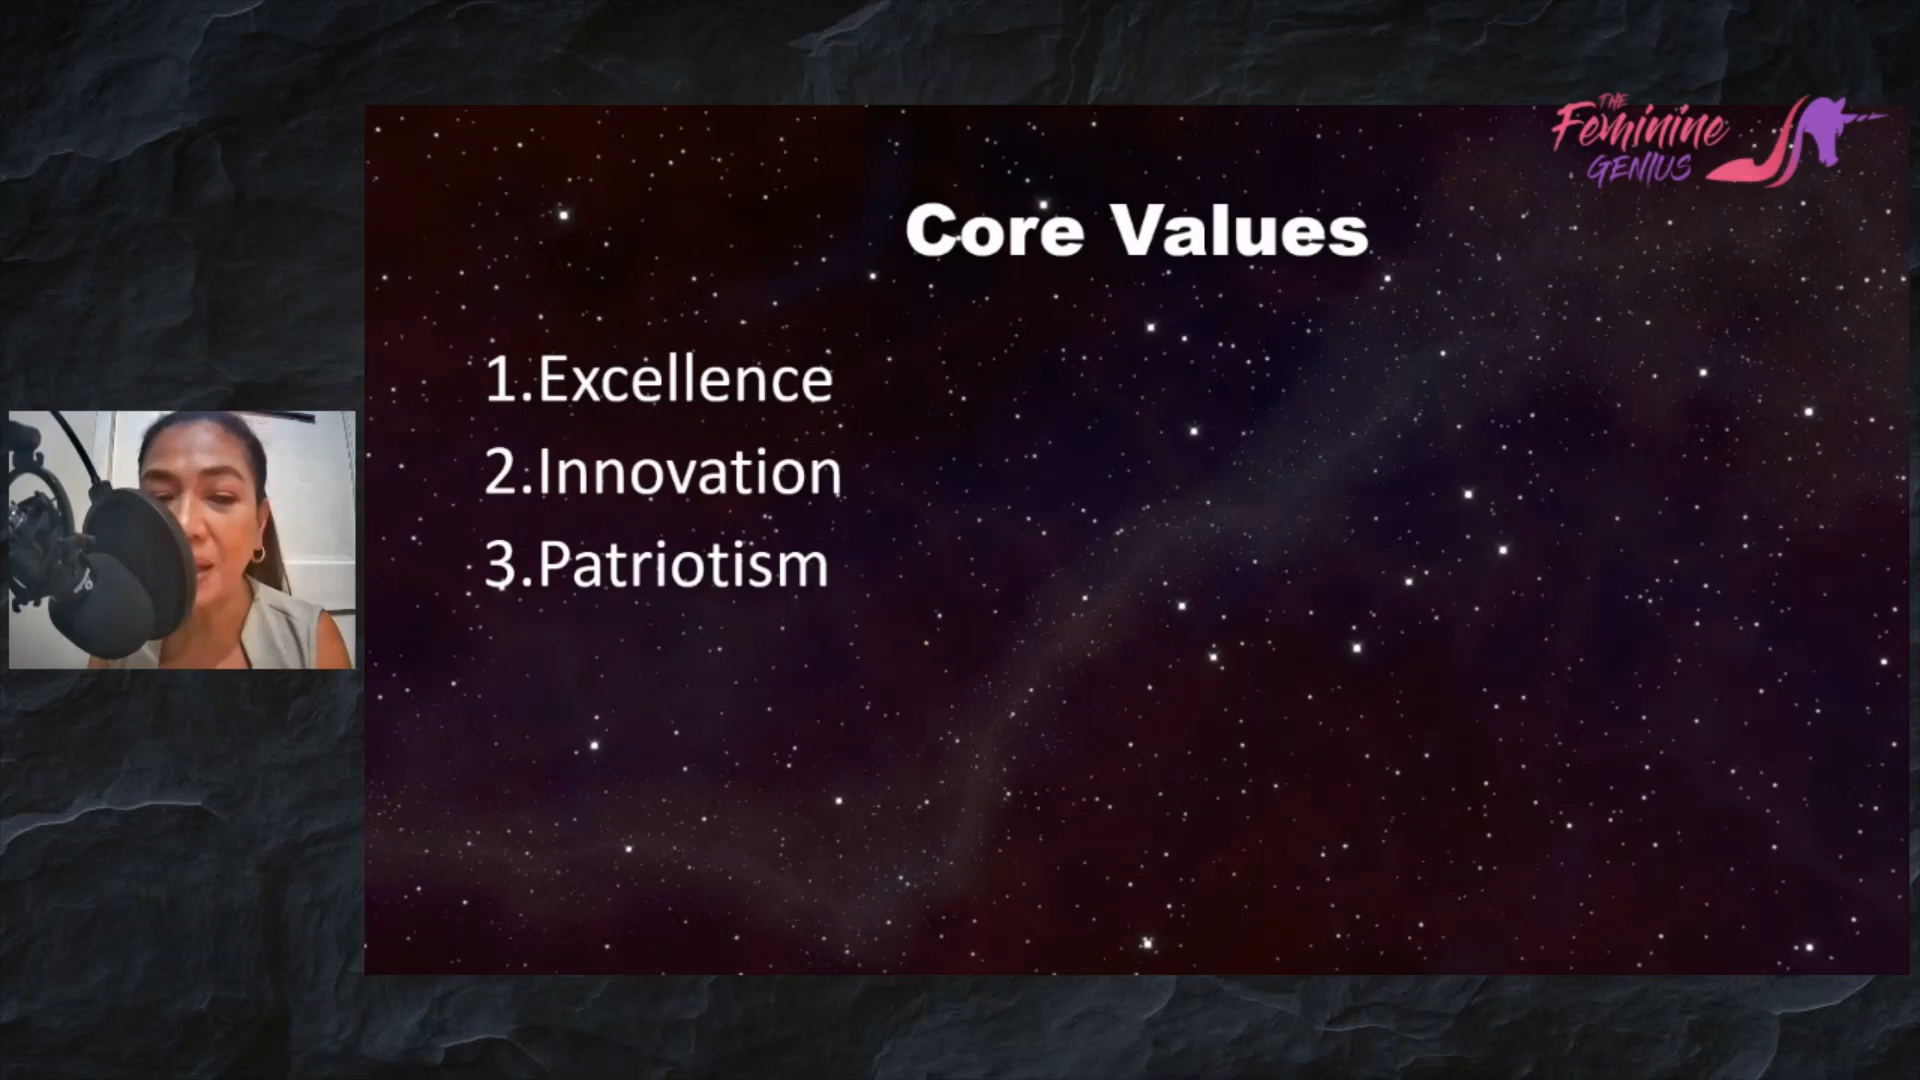 THE
Feminine
GENIUS
Core Values
1.Excellence
2.Innovation
3.Patriotism